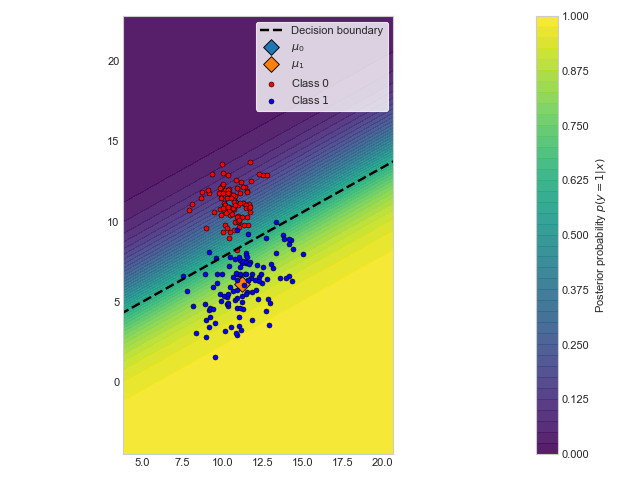 Decision boundary
μ0
μ1
Class 0
Class 1
20
15
10
5
0
5.0 7.5 10.0 12.5 15.0 17.5 20.0
1.000
0.875
0.750
0.625
0.500
0.375
0.250
0.125
0.000
Posterior probability p(y = 1|x)